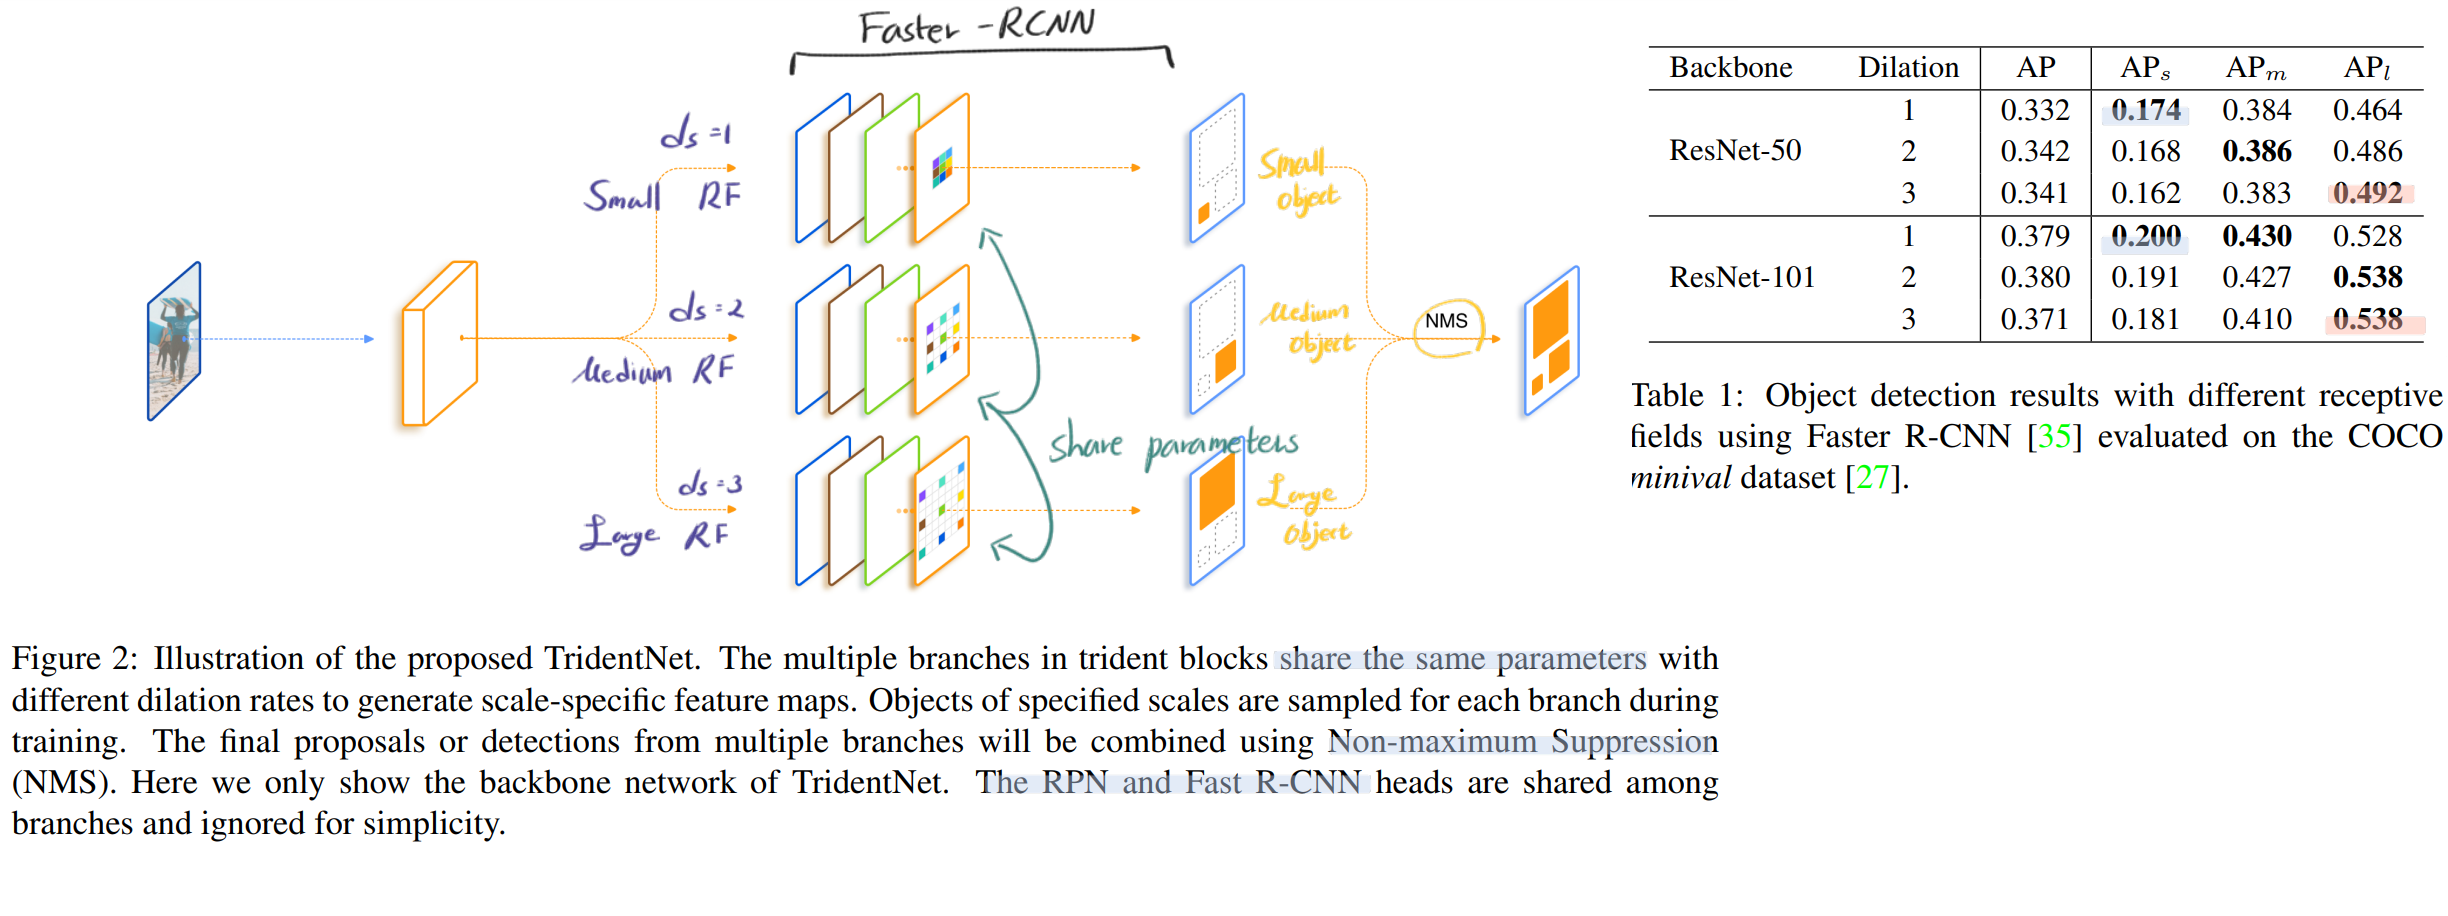 Faster -RCNN
ds=1
Small RF
Small
object
ds=2
Medium RF
Medium
object
NMS
share parameters
ds=3
Large RF
Large
object
Backbone Dilation AP APs APm APl
ResNet-50
1 0.332 0.174 0.384 0.464
2 0.342 0.168 0.386 0.486
3 0.341 0.162 0.383 0.492
ResNet-101
1 0.379 0.200 0.430 0.528
2 0.380 0.191 0.427 0.538
3 0.371 0.181 0.410 0.538
Table 1: Object detection results with different receptive
fields using Faster R-CNN [35] evaluated on the COCO
minival dataset [27].
Figure 2: Illustration of the proposed TridentNet. The multiple branches in trident blocks share the same parameters with
different dilation rates to generate scale-specific feature maps. Objects of specified scales are sampled for each branch during
training. The final proposals or detections from multiple branches will be combined using Non-maximum Suppression
(NMS). Here we only show the backbone network of TridentNet. The RPN and Fast R-CNN heads are shared among
branches and ignored for simplicity.